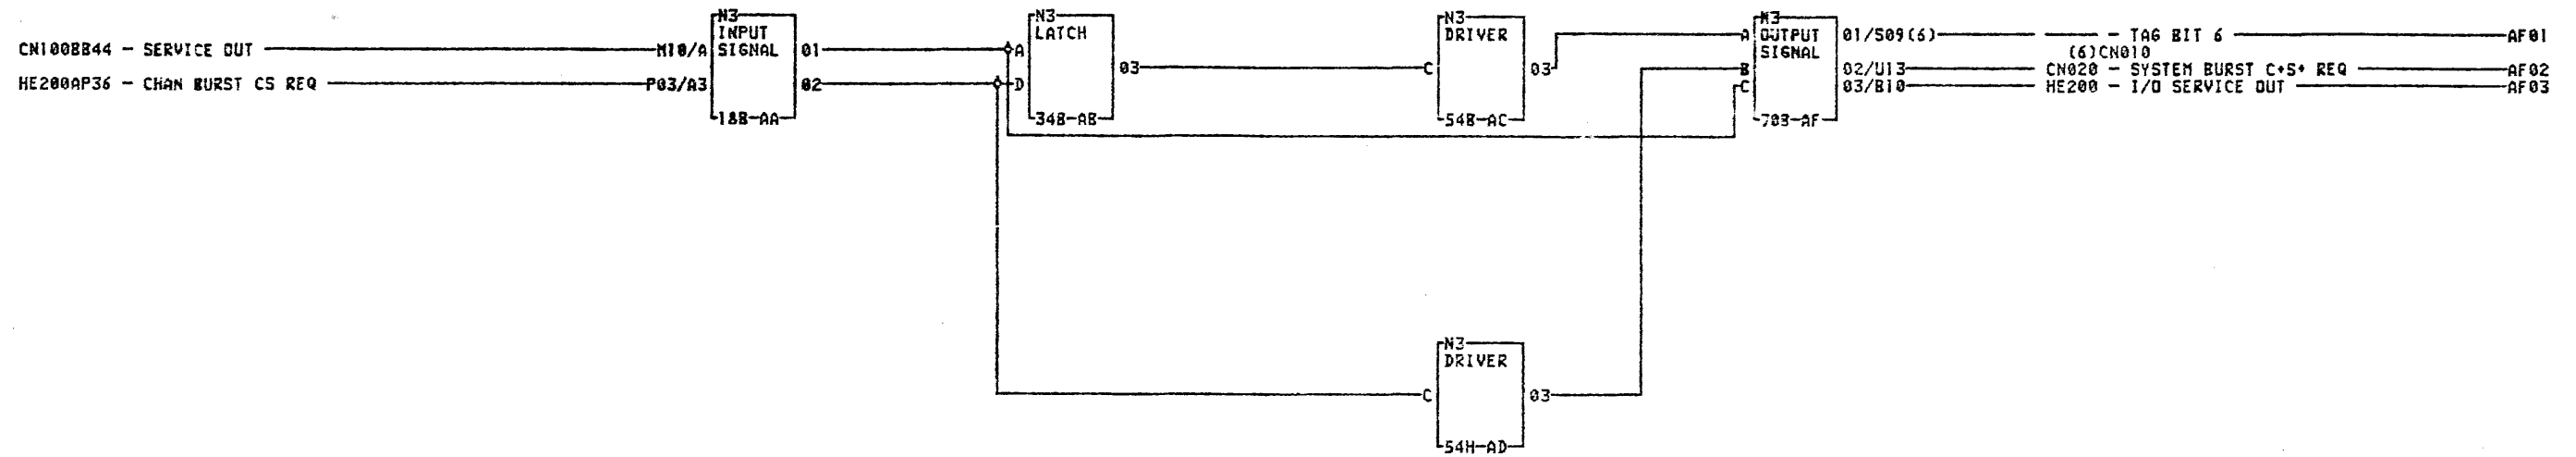 N3 N3 N3 N3
INPUT LATCH DRIVER OUTPUT
A 01/S09(6) — TAG BIT 6 AF01
CN100BB44 - SERVICE OUT M10/A SIGNAL 01 A SIGNAL (6)CN010
03 C 03 B 02/U13 CN020 - SYSTEM BURST C+S+ REQ AF02
HE200AP36 - CHAN BURST CS REQ P03/A3 02 D C 03/B10 HE200 - I/O SERVICE OUT AF03
18B-AA 34B-AB 54B-AC 70B-AF
N3
DRIVER
C 03
54H-AD